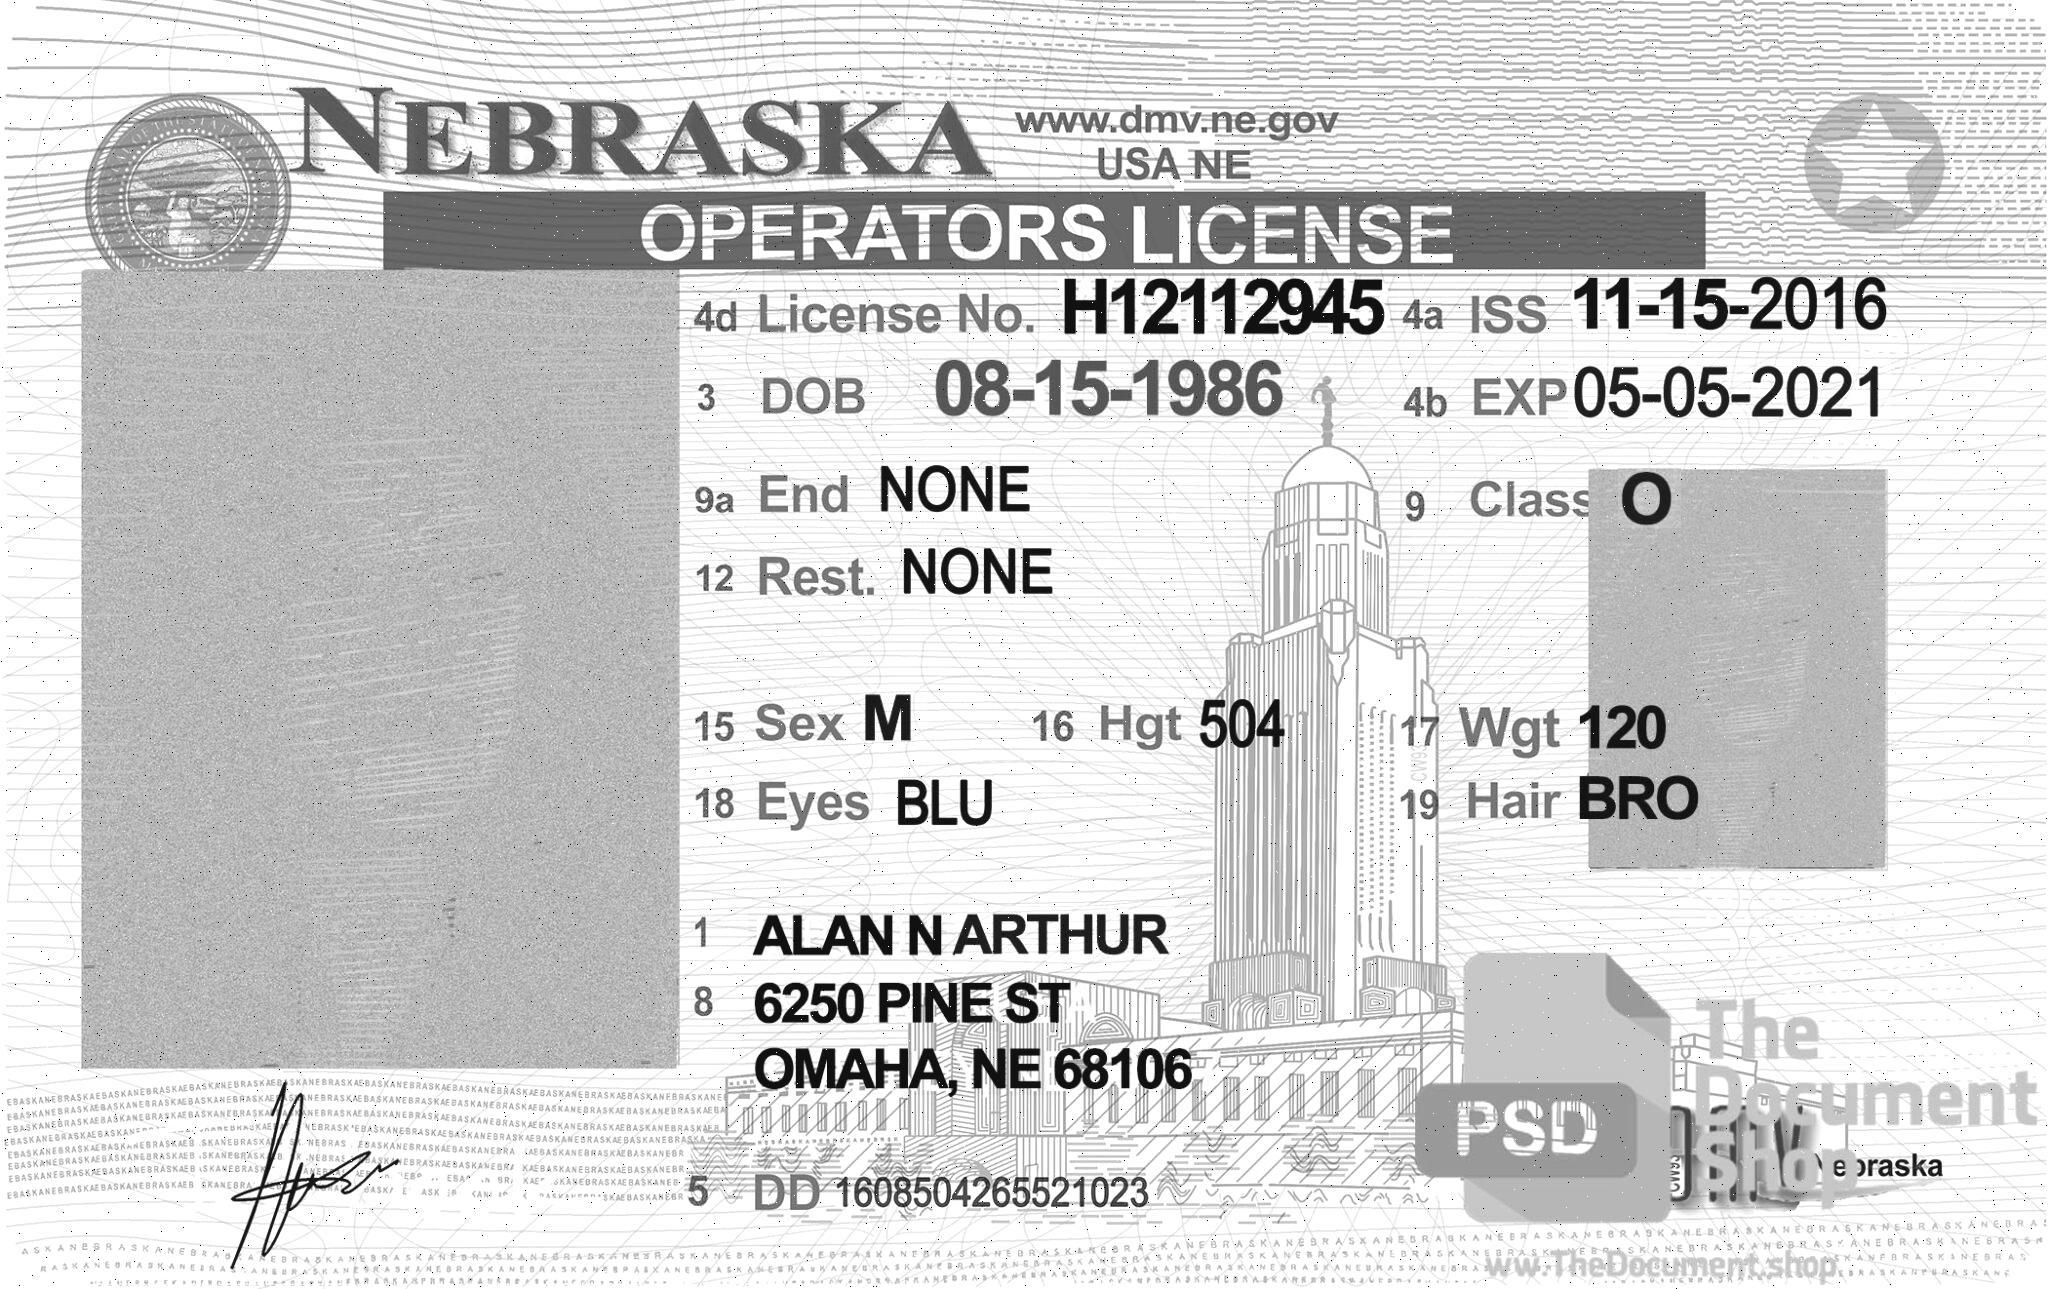 NEBRASKA
www.dmv.ne.gov
USA NE
OPERATORS LICENSE
4d License No. H12112945 4a ISS 11-15-2016
3 DOB 08-15-1986 4b EXP 05-05-2021
9a End NONE 9 Class O
12 Rest. NONE
15 Sex M 16 Hgt 504 17 Wgt 120
18 Eyes BLU 19 Hair BRO
1 ALAN N ARTHUR
8 6250 PINE ST
OMAHA, NE 68106
5 DD 1608504265521023
PSD
The
Document
Shop
www.TheDocument.shop